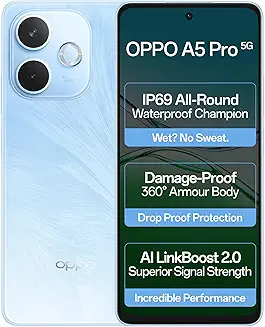 OPPO A5 Pro 5G
IP69 All-Round
Waterproof Champion
Wet? No Sweat.
Damage-Proof
360° Armour Body
Drop Proof Protection
AI LinkBoost 2.0
Superior Signal Strength
Incredible Performance
oppo